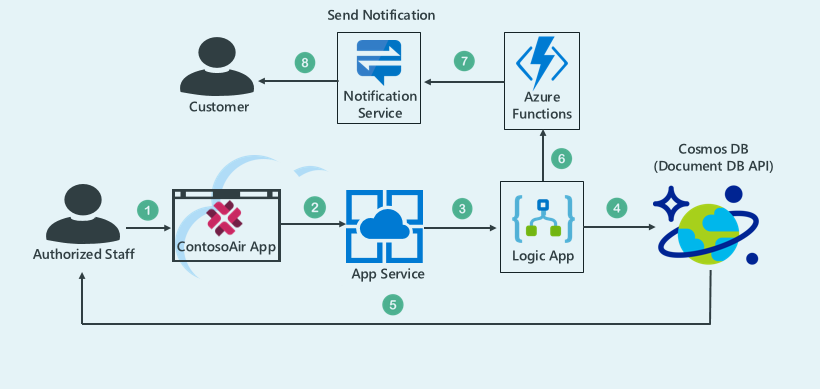 Send Notification
8
7
Notification
Service
Azure
Functions
Customer
6
Cosmos DB
(Document DB API)
1
2
3
4
Authorized Staff
ContosoAir App
App Service
Logic App
5